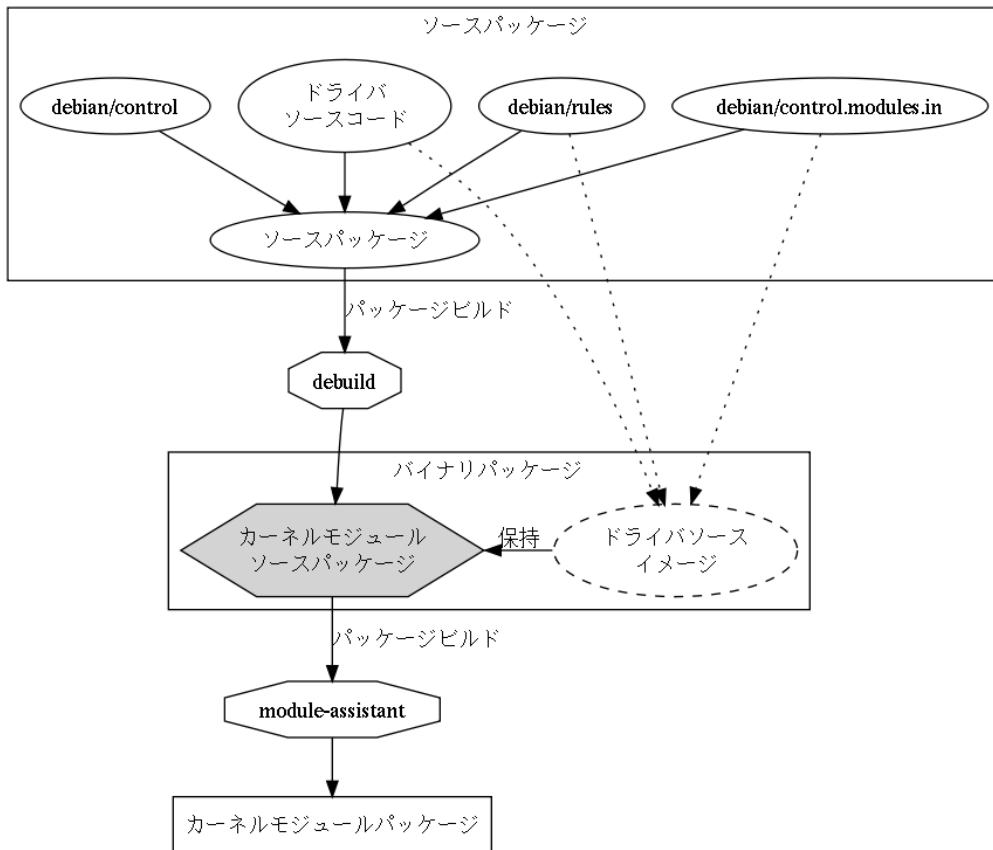 ソースパッケージ
debian/control
ドライバ
ソースコード
debian/rules
debian/control.modules.in
ソースパッケージ
パッケージビルド
debuild
バイナリパッケージ
カーネルモジュール
ソースパッケージ
保持
ドライバソース
イメージ
パッケージビルド
module-assistant
カーネルモジュールパッケージ